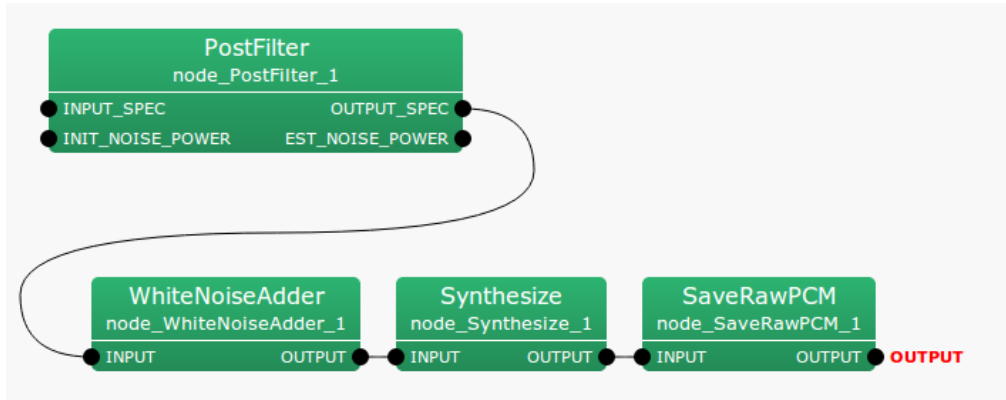 PostFilter
node_PostFilter_1
INPUT_SPEC OUTPUT_SPEC
INIT_NOISE_POWER EST_NOISE_POWER
WhiteNoiseAdder
node_WhiteNoiseAdder_1
INPUT OUTPUT
Synthesize
node_Synthesize_1
INPUT OUTPUT
SaveRawPCM
node_SaveRawPCM_1
INPUT OUTPUT
OUTPUT